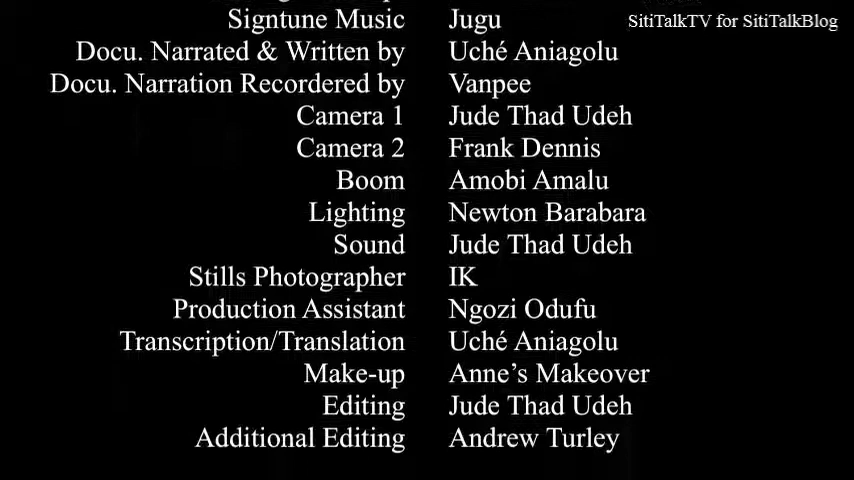 Signtune Music Jugu
SitiTalkTV for SitiTalkBlog
Docu. Narrated & Written by Uché Aniagolu
Docu. Narration Recordered by Vanpee
Camera 1 Jude Thad Udeh
Camera 2 Frank Dennis
Boom Amobi Amalu
Lighting Newton Barabara
Sound Jude Thad Udeh
Stills Photographer IK
Production Assistant Ngozi Odufu
Transcription/Translation Uché Aniagolu
Make-up Anne’s Makeover
Editing Jude Thad Udeh
Additional Editing Andrew Turley